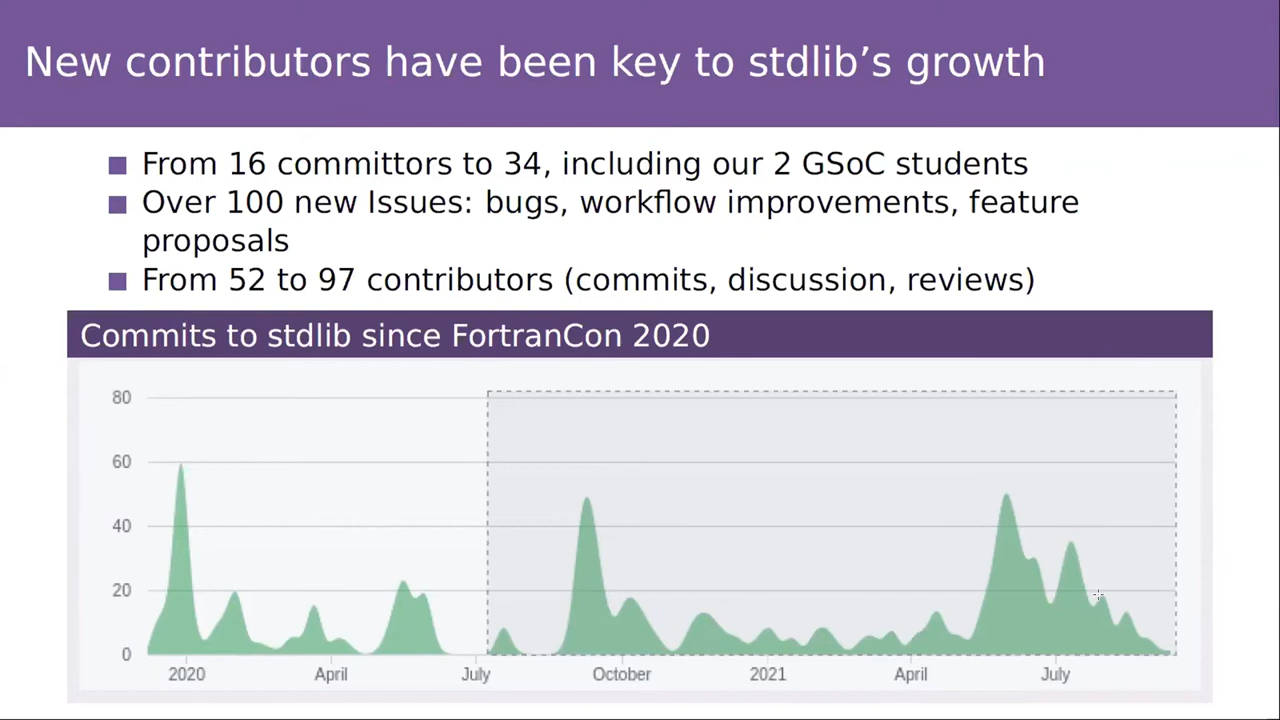 New contributors have been key to stdlib’s growth
From 16 committors to 34, including our 2 GSoC students
Over 100 new Issues: bugs, workflow improvements, feature
proposals
From 52 to 97 contributors (commits, discussion, reviews)
Commits to stdlib since FortranCon 2020
80
60
40
20
0
2020 April July October 2021 April July